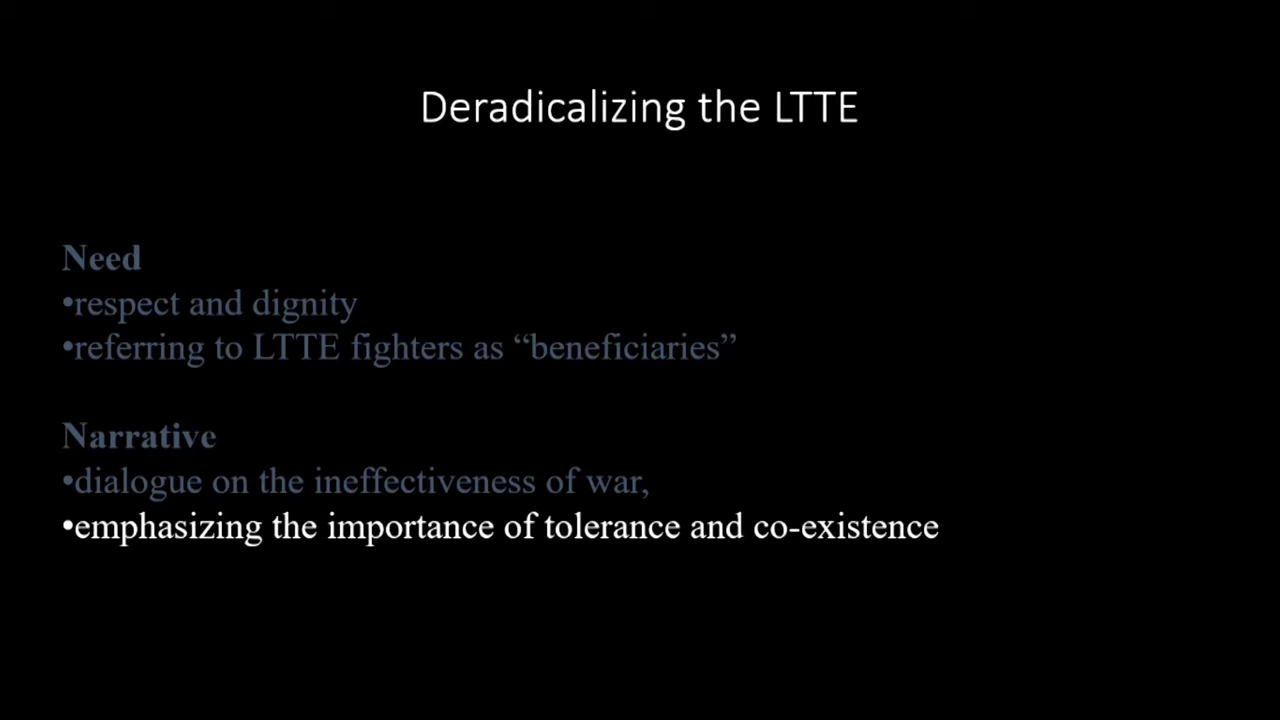 Deradicalizing the LTTE
Need
•respect and dignity
•referring to LTTE fighters as “beneficiaries”
Narrative
•dialogue on the ineffectiveness of war,
•emphasizing the importance of tolerance and co-existence